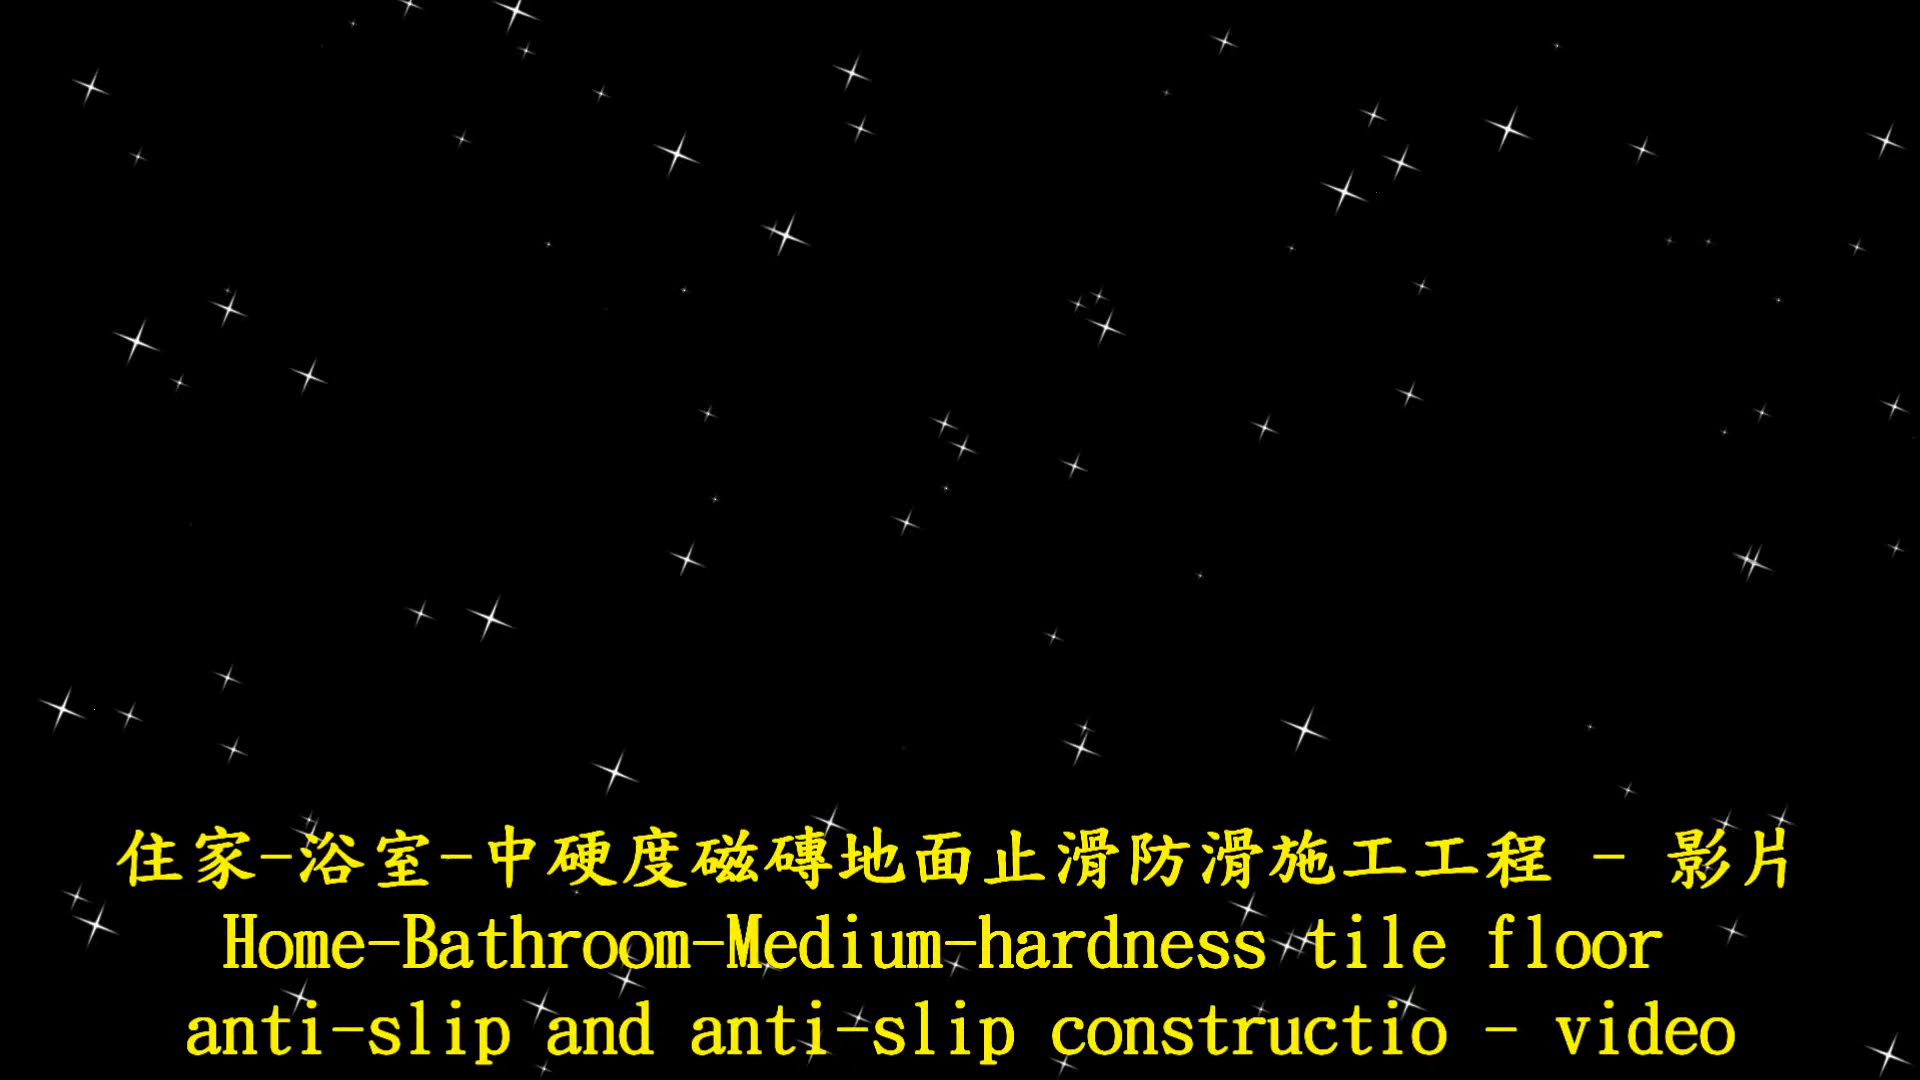 住家-浴室-中硬度磁磚地面止滑防滑施工工程 - 影片
Home-Bathroom-Medium-hardness tile floor
anti-slip and anti-slip constructio - video